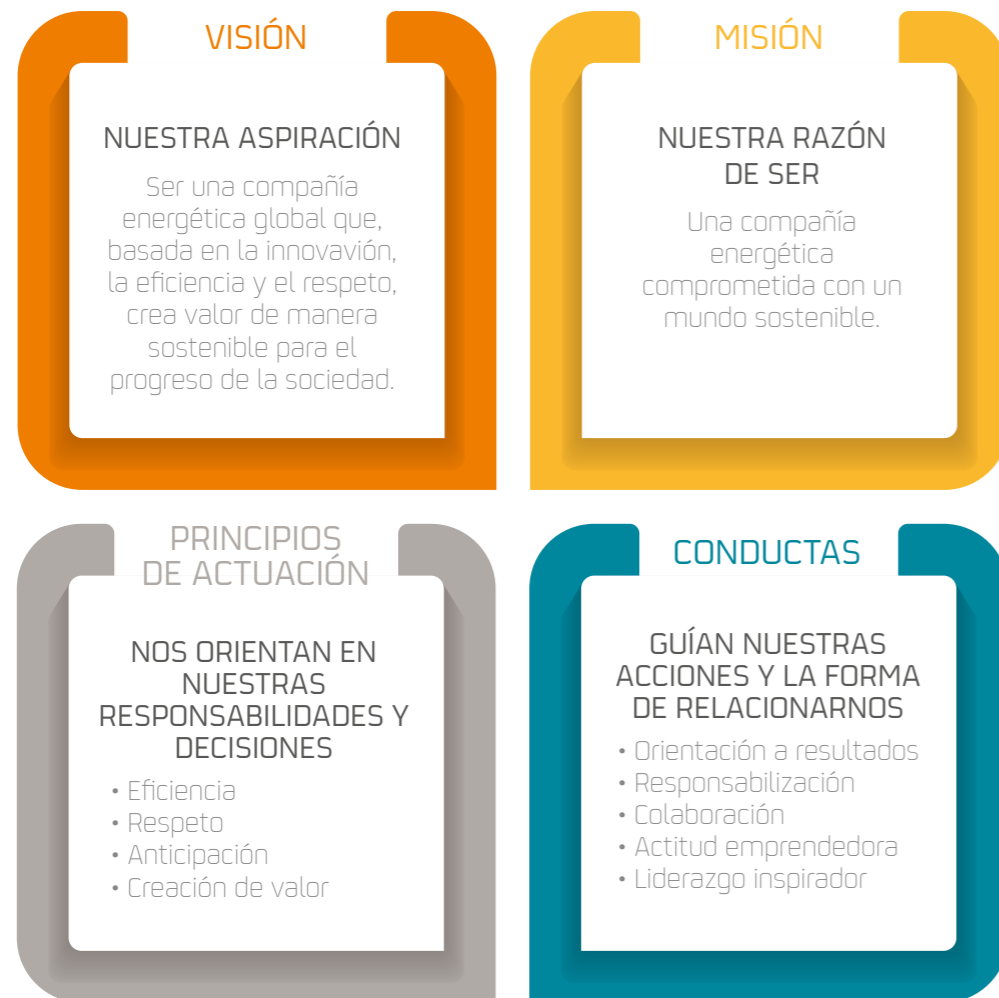 VISIÓN
NUESTRA ASPIRACIÓN
Ser una compañía
energética global que,
basada en la innovavión,
la eficiencia y el respeto,
crea valor de manera
sostenible para el
progreso de la sociedad.
MISIÓN
NUESTRA RAZÓN
DE SER
Una compañía
energética
comprometida con un
mundo sostenible.
PRINCIPIOS
DE ACTUACIÓN
NOS ORIENTAN EN
NUESTRAS
RESPONSABILIDADES Y
DECISIONES
• Eficiencia
• Respeto
• Anticipación
• Creación de valor
CONDUCTAS
GUÍAN NUESTRAS
ACCIONES Y LA FORMA
DE RELACIONARNOS
• Orientación a resultados
• Responsabilización
• Colaboración
• Actitud emprendedora
• Liderazgo inspirador